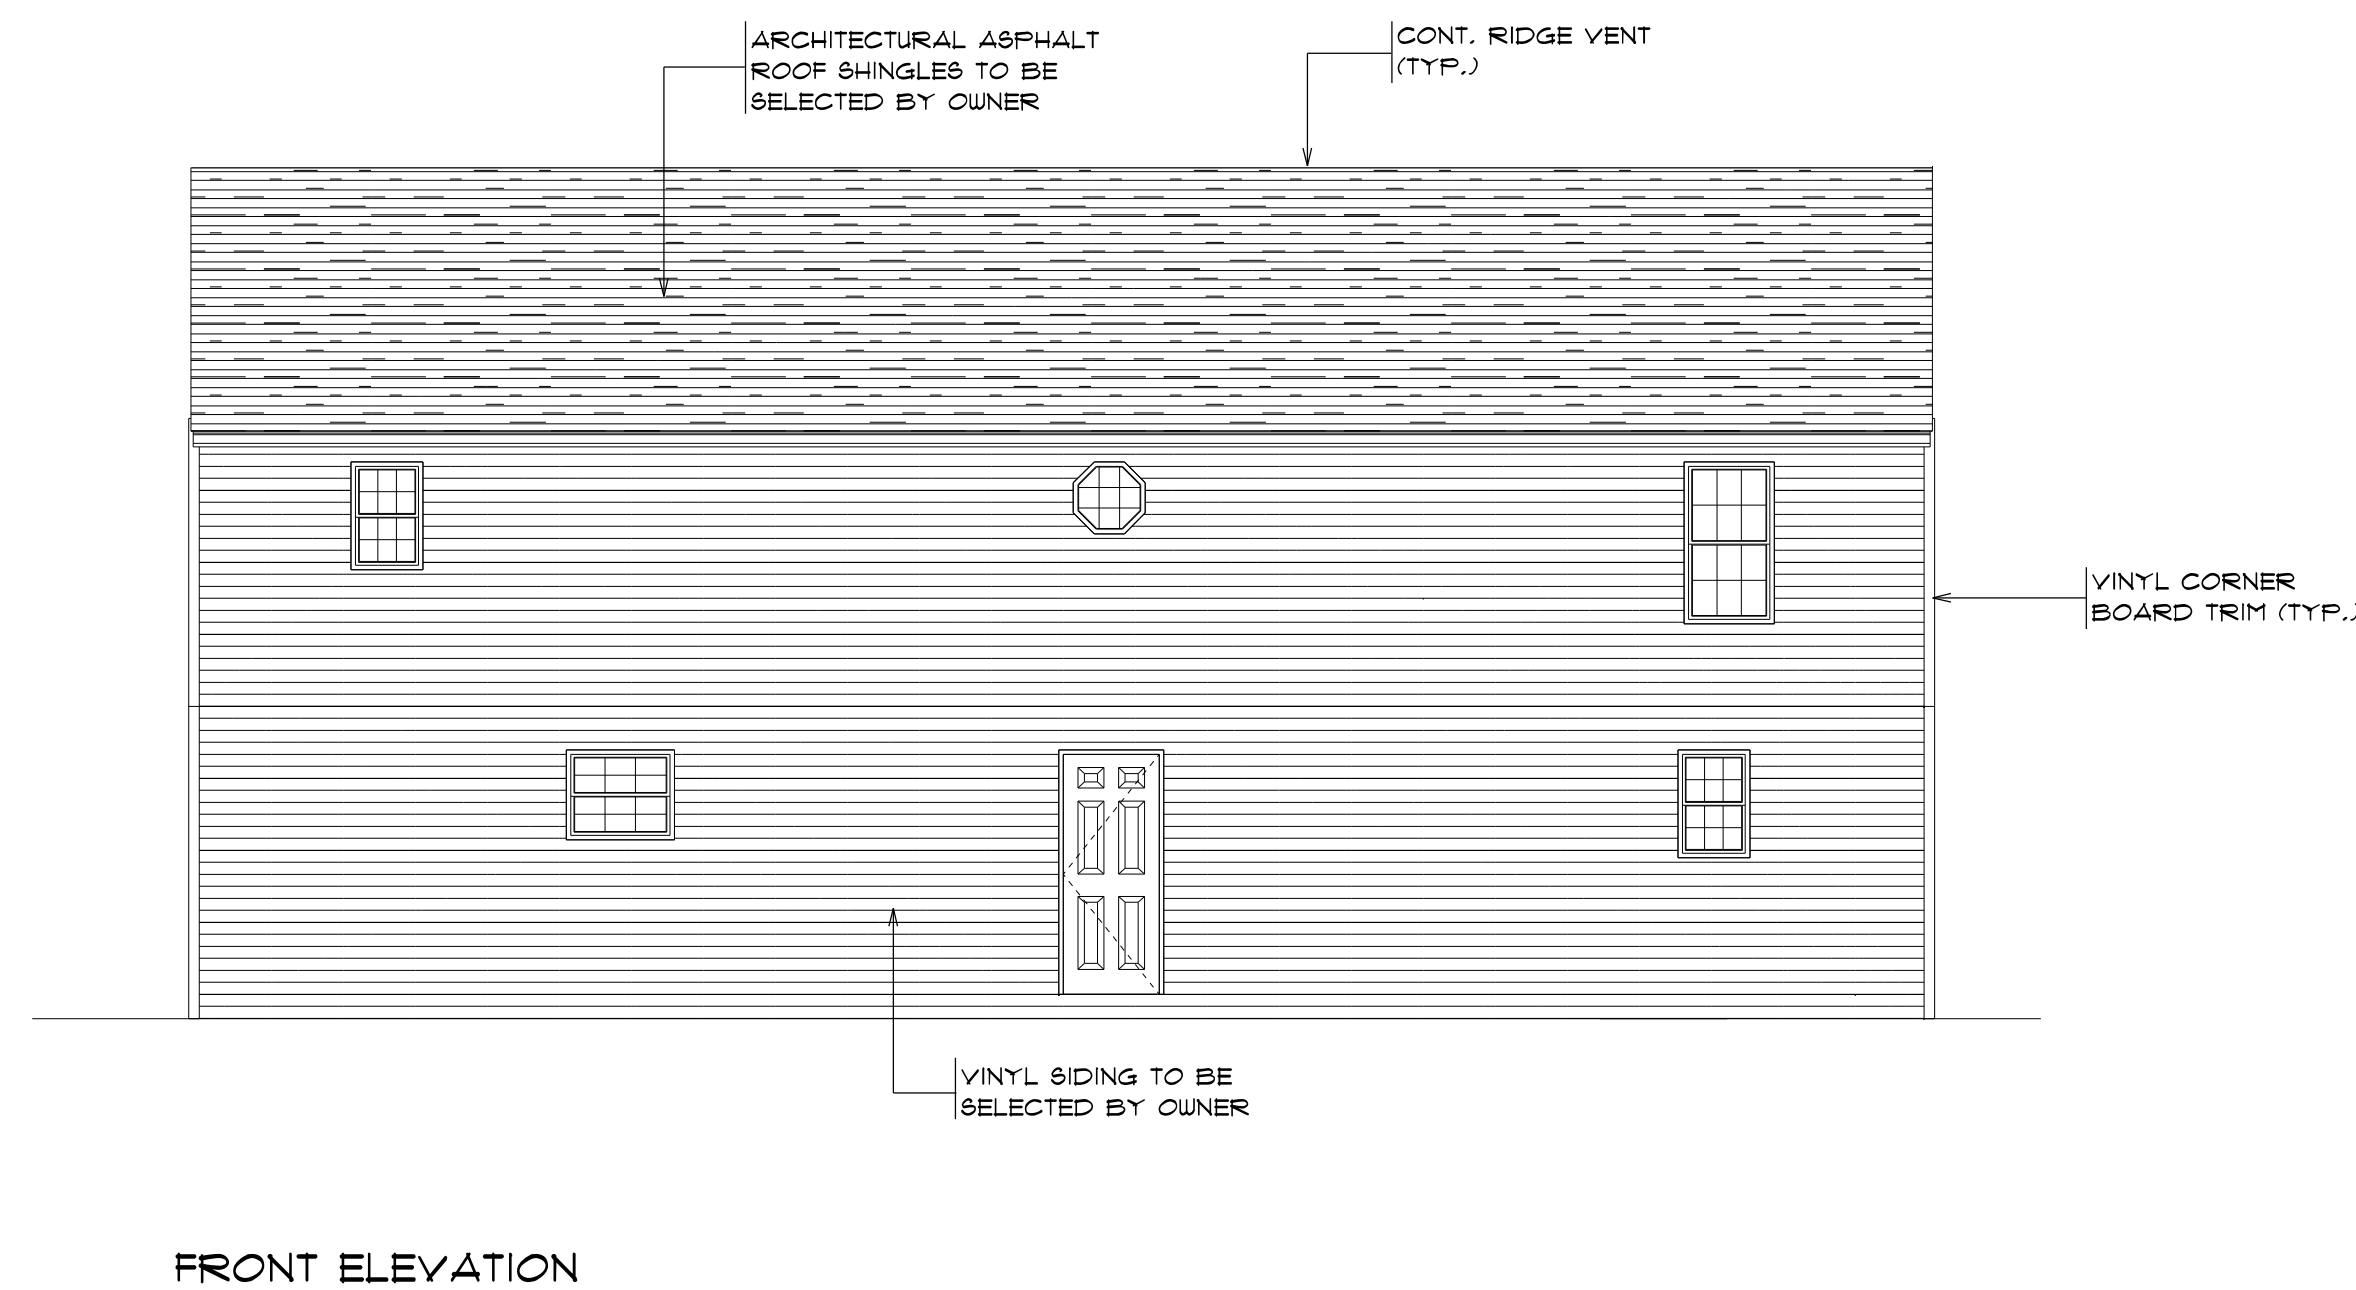 ARCHITECTURAL ASPHALT
ROOF SHINGLES TO BE
SELECTED BY OWNER
CONT. RIDGE VENT
(TYP.)
VINYL CORNER
BOARD TRIM (TYP.)
VINYL SIDING TO BE
SELECTED BY OWNER
FRONT ELEVATION